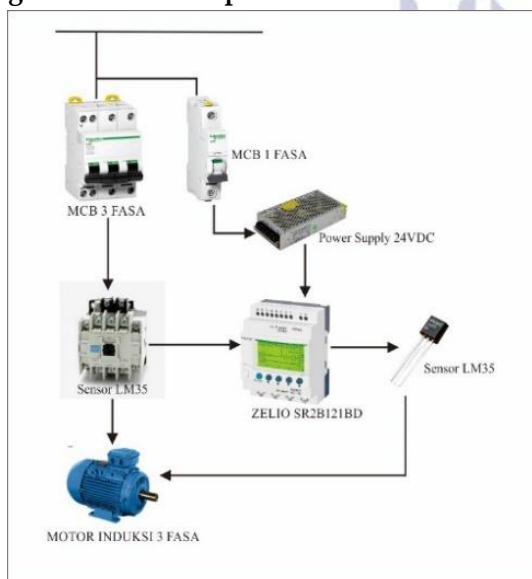 MCB 3 FASA
MCB 1 FASA
Power Supply 24VDC
Sensor LM35
ZELIO SR2B121BD
Sensor LM35
MOTOR INDUKSI 3 FASA